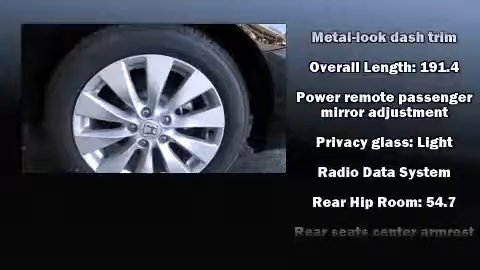 Metal-look dash trim
Overall Length: 191.4
Power remote passenger
mirror adjustment
Privacy glass: Light
Radio Data System
Rear Hip Room: 54.7
Rear seats center armrest